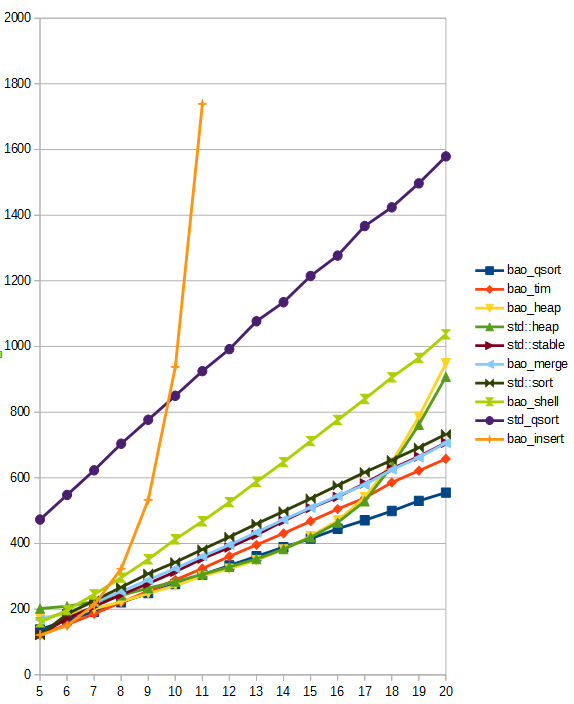 2000
1800
1600
1400
1200
1000
800
600
400
200
0
5 6 7 8 9 10 11 12 13 14 15 16 17 18 19 20
bao_qsort
bao_tim
bao_heap
std::heap
std::stable
bao_merge
std::sort
bao_shell
std_qsort
bao_insert